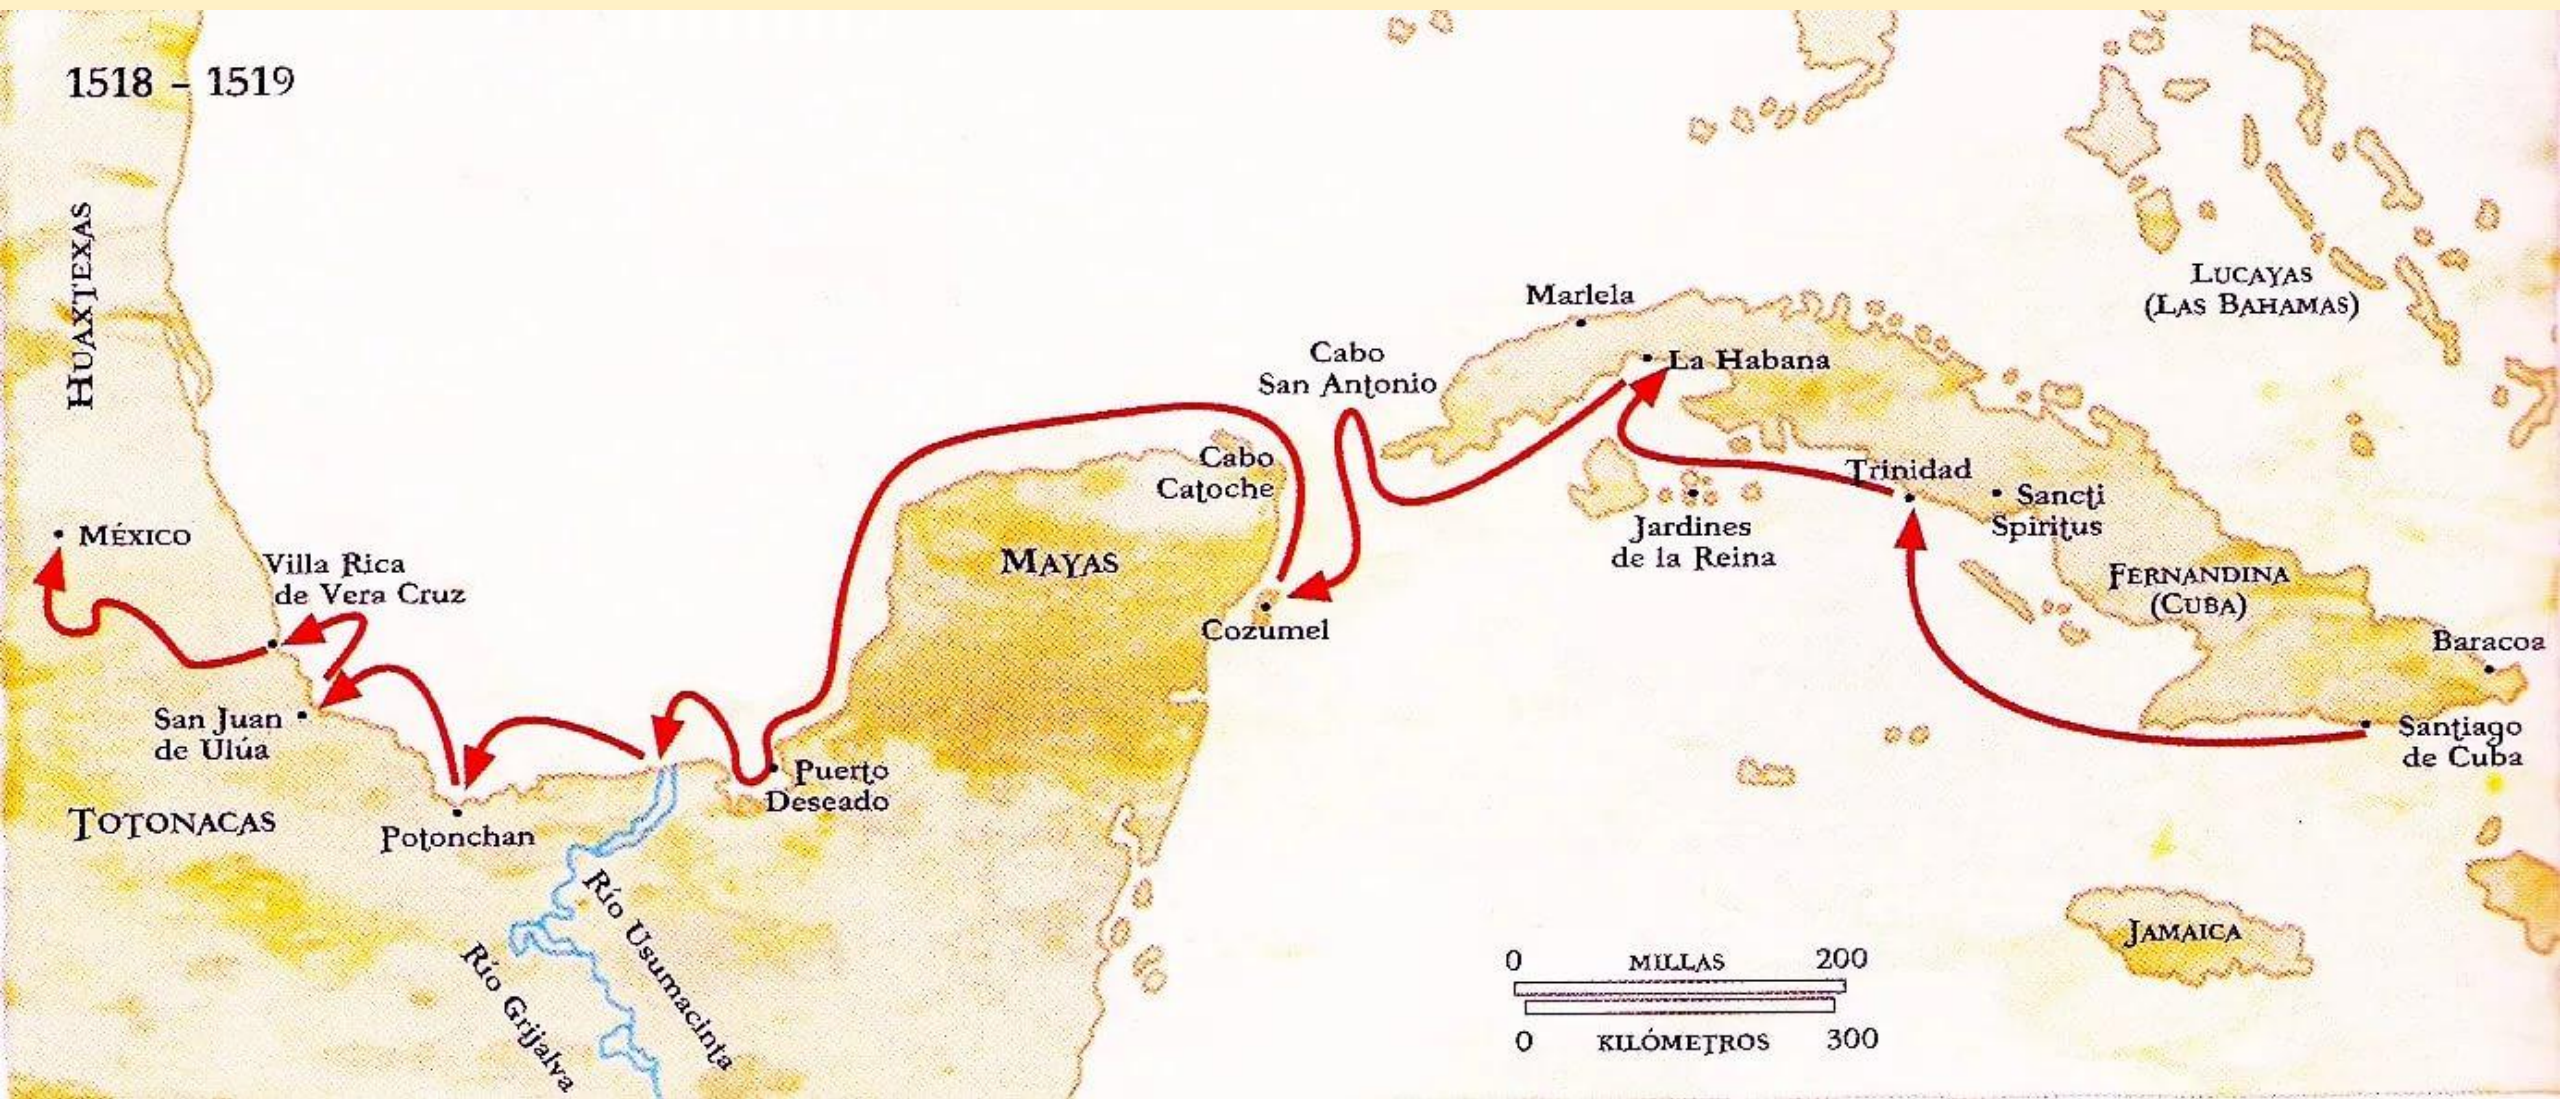 1518 – 1519
HUAXTEXAS
MÉXICO
Villa Rica
de Vera Cruz
San Juan
de Ulúa
TOTONACAS
Potonchan
Río Grijalva
Río Usumacinta
Puerto
Deseado
MAYAS
Cabo
Catoche
Cozumel
Cabo
San Antonio
Marlela
La Habana
Jardines
de la Reina
Trinidad
Sancti
Spiritus
FERNANDINA
(CUBA)
Baracoa
Santiago
de Cuba
LUCAYAS
(LAS BAHAMAS)
JAMAICA
0 MILLAS 200
0 KILÓMETROS 300